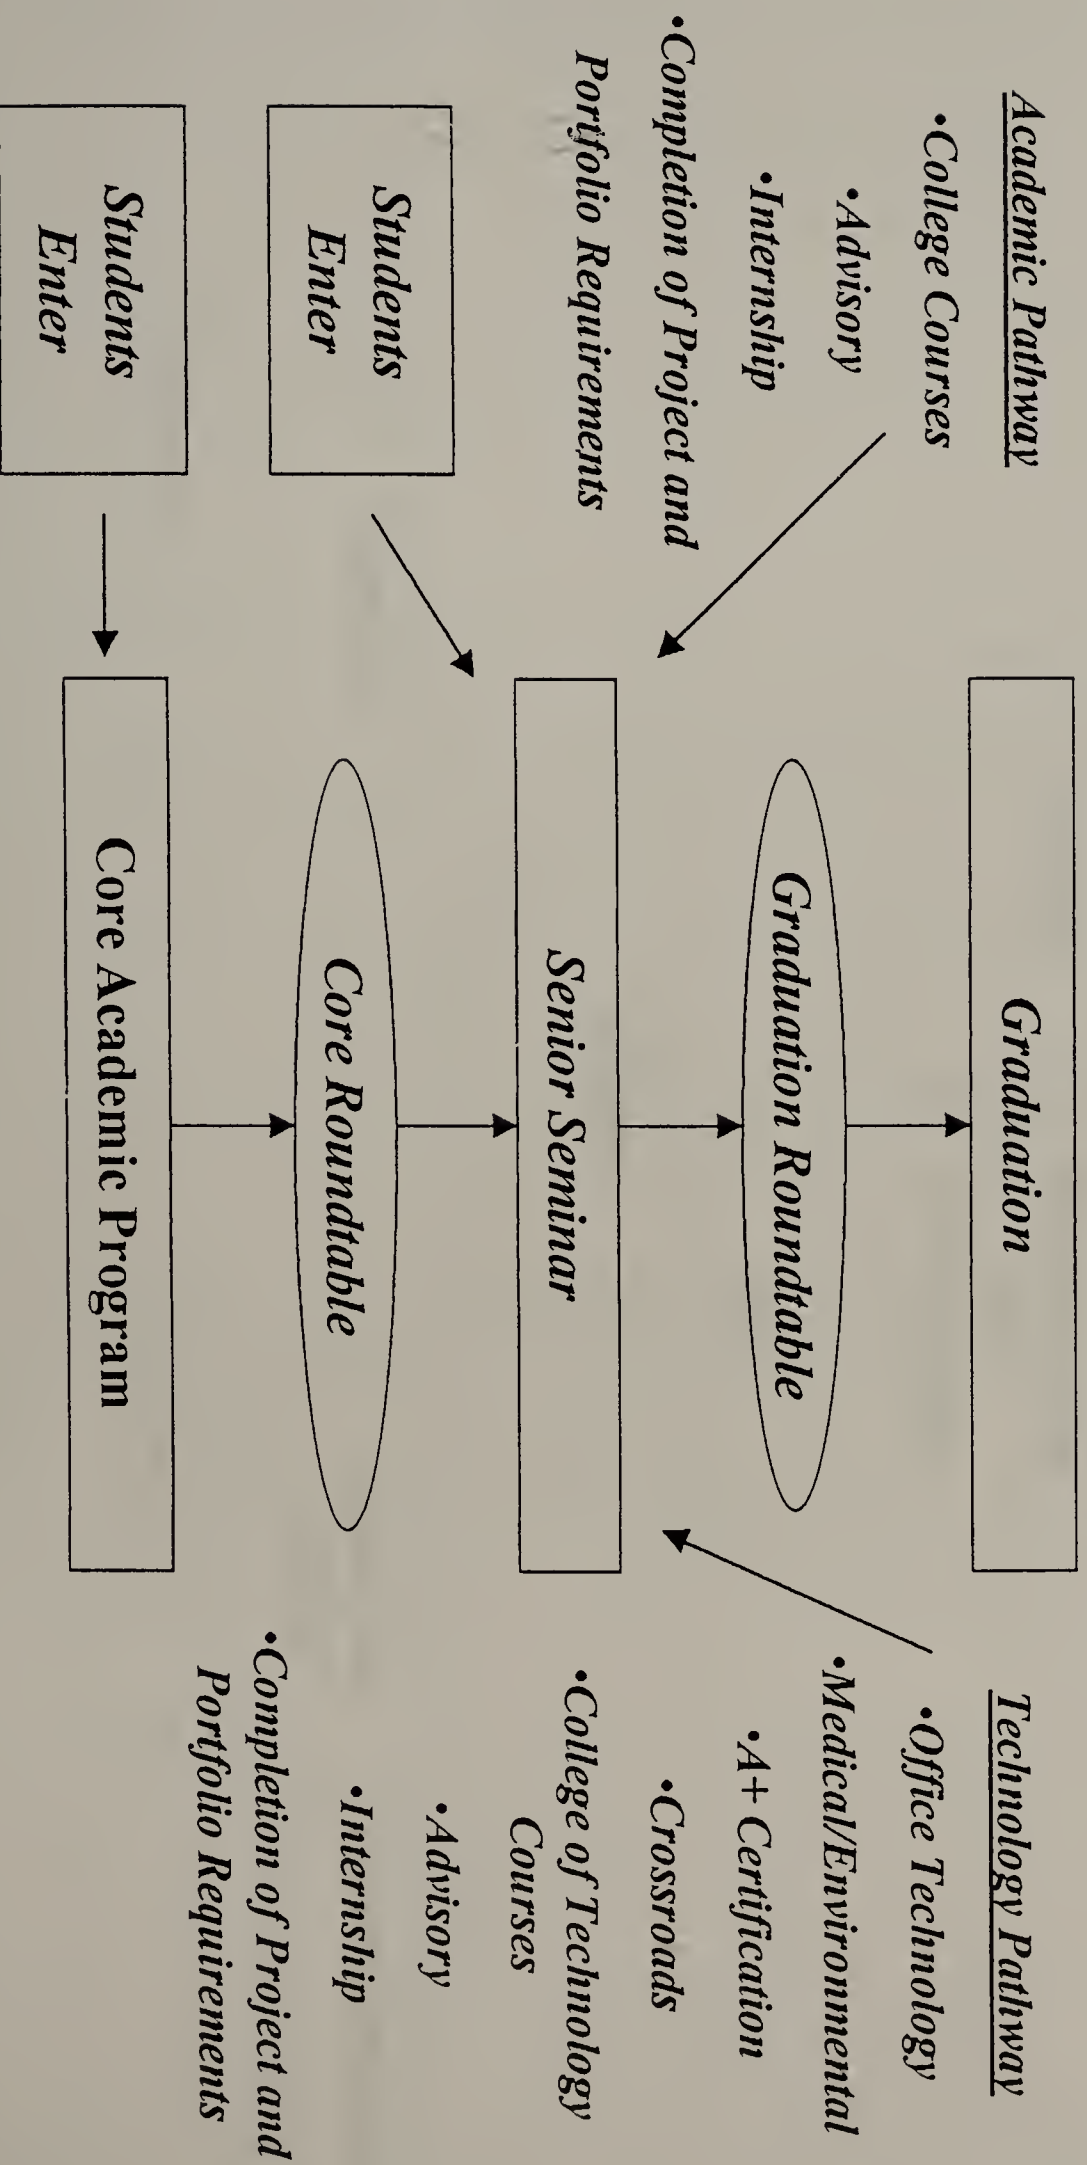 Academic Pathway
•College Courses
•Advisory
•Internship
•Completion of Project and
Portfolio Requirements
Students
Enter
Students
Enter
Graduation
Graduation Roundtable
Senior Seminar
Core Roundtable
Core Academic Program
Technology Pathway
•Office Technology
•Medical/Environmental
•A+ Certification
•Crossroads
•College of Technology
Courses
•Advisory
•Internship
•Completion of Project and
Portfolio Requirements